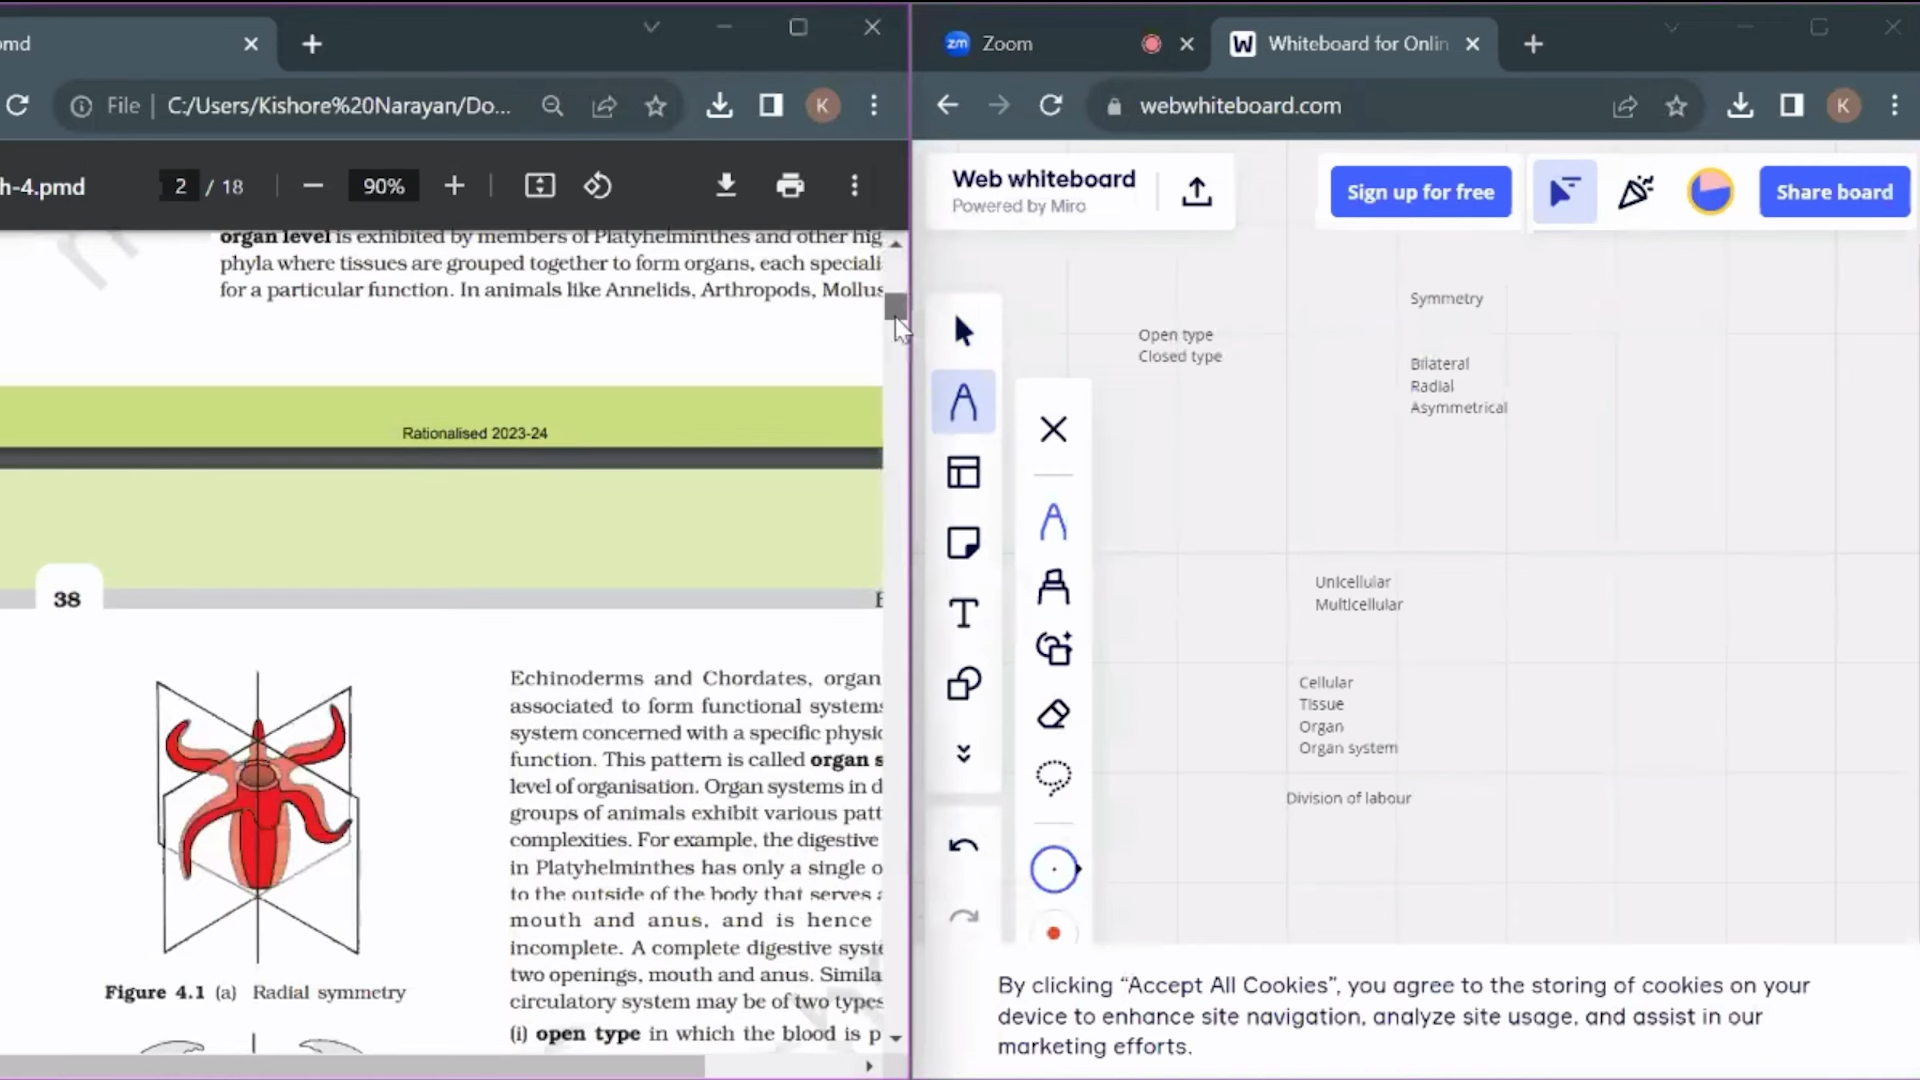 omd
File
C:/Users/Kishore%20Narayan/Do...
K
h-4.pmd
2 / 18
90%
organ level is exhibited by members of Platyhelminthes and other hig
phyla where tissues are grouped together to form organs, each speciali
for a particular function. In animals like Annelids, Arthropods, Mollus
Rationalised 2023-24
38
Echinoderms and Chordates, organ
associated to form functional systems
system concerned with a specific physio
function. This pattern is called organ s
level of organisation. Organ systems in d
groups of animals exhibit various patt
complexities. For example, the digestive
in Platyhelminthes has only a single o
to the outside of the body that serves a
mouth and anus, and is hence
incomplete. A complete digestive syste
two openings, mouth and anus. Simila
circulatory system may be of two types
(i) open type in which the blood is p
Figure 4.1 (a) Radial symmetry
zm Zoom
W Whiteboard for Onlin
webwhiteboard.com
K
Web whiteboard
Powered by Miro
Sign up for free
Share board
Open type
Closed type
Symmetry
Bilateral
Radial
Asymmetrical
Unicellular
Multicellular
Cellular
Tissue
Organ
Organ system
Division of labour
By clicking “Accept All Cookies”, you agree to the storing of cookies on your
device to enhance site navigation, analyze site usage, and assist in our
marketing efforts.